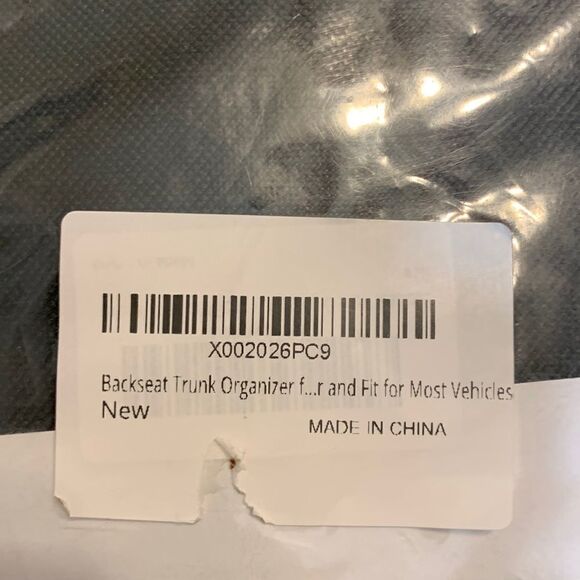 X002026PC9
Backseat Trunk Organizer f...r and Fit for Most Vehicles
New
MADE IN CHINA